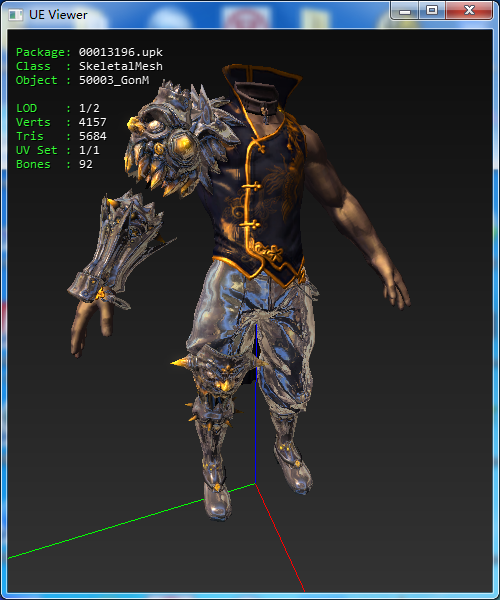 UE Viewer
Package: 00013196.upk
Class : SkeletalMesh
Object : 50003_GonM
LOD : 1/2
Verts : 4157
Tris : 5684
UV Set : 1/1
Bones : 92